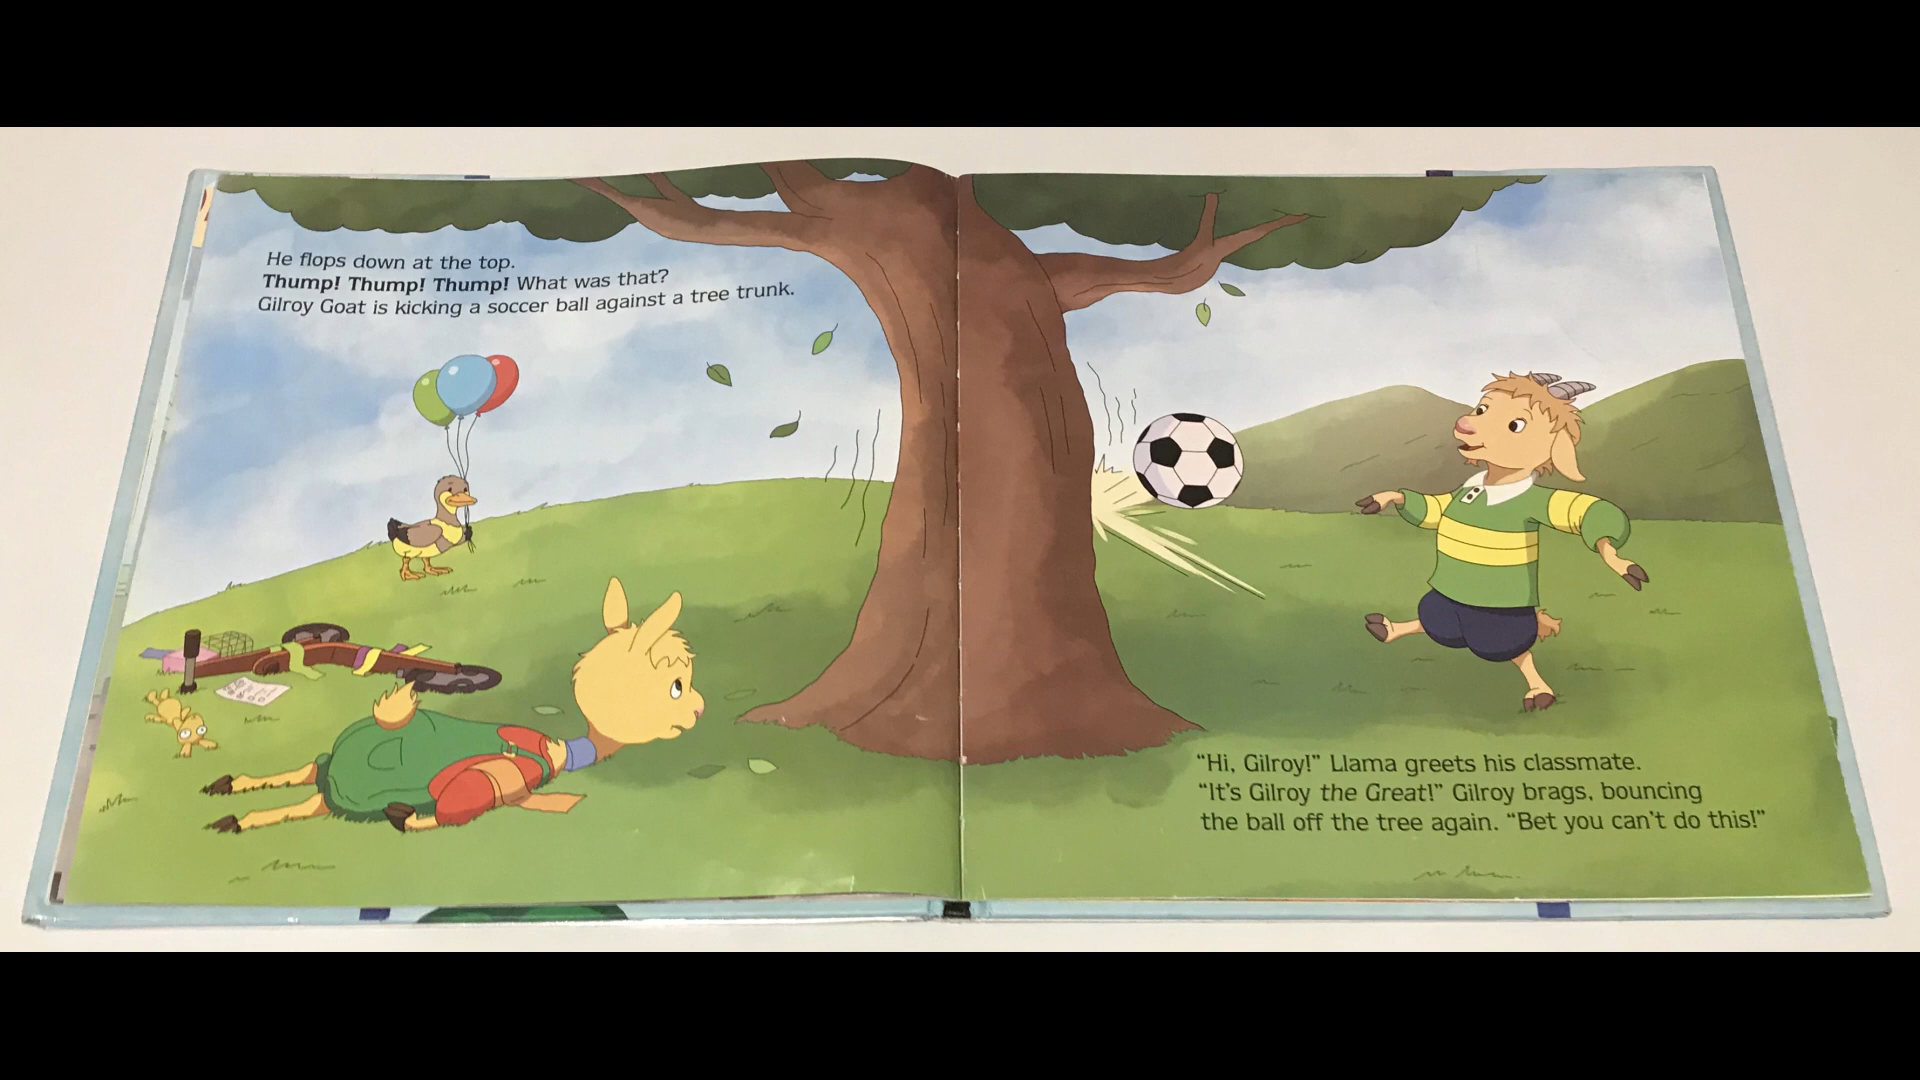 He flops down at the top.
Thump! Thump! Thump! What was that?
Gilroy Goat is kicking a soccer ball against a tree trunk.
“Hi, Gilroy!” Llama greets his classmate.
“It’s Gilroy the Great!” Gilroy brags, bouncing
the ball off the tree again. “Bet you can’t do this!”